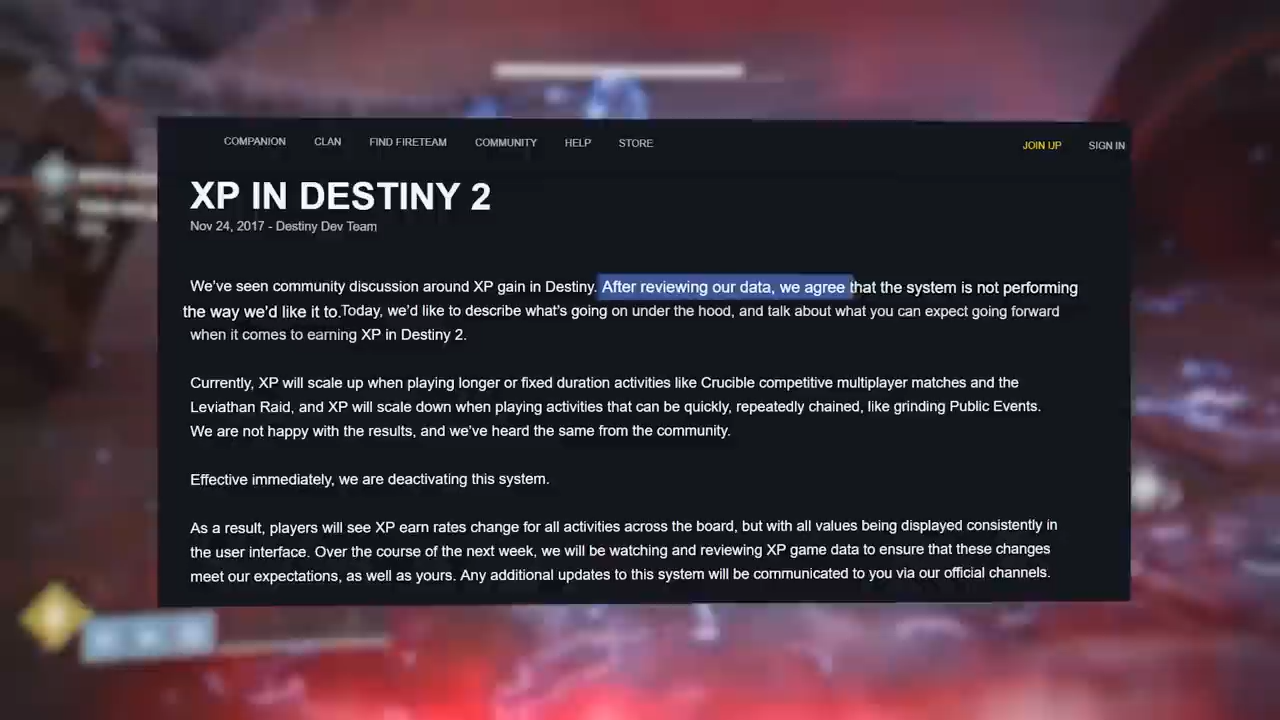 COMPANION CLAN FIND FIRETEAM COMMUNITY HELP STORE JOIN UP SIGN IN
XP IN DESTINY 2
Nov 24, 2017 - Destiny Dev Team
We've seen community discussion around XP gain in Destiny. After reviewing our data, we agree that the system is not performing
the way we'd like it to.Today, we'd like to describe what's going on under the hood, and talk about what you can expect going forward
when it comes to earning XP in Destiny 2.
Currently, XP will scale up when playing longer or fixed duration activities like Crucible competitive multiplayer matches and the
Leviathan Raid, and XP will scale down when playing activities that can be quickly, repeatedly chained, like grinding Public Events.
We are not happy with the results, and we've heard the same from the community.
Effective immediately, we are deactivating this system.
As a result, players will see XP earn rates change for all activities across the board, but with all values being displayed consistently in
the user interface. Over the course of the next week, we will be watching and reviewing XP game data to ensure that these changes
meet our expectations, as well as yours. Any additional updates to this system will be communicated to you via our official channels.